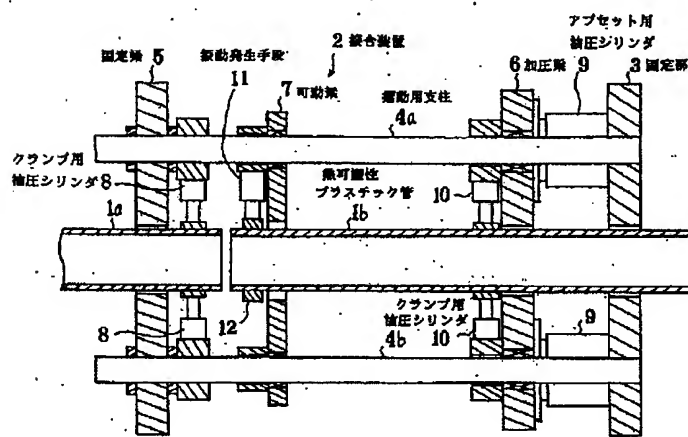 アプセット用
油圧シリンダ
9
3 固定梁
固定梁 5
振動発生手段
11
2 接合装置
7 可動梁
6 加圧梁
摺動用支柱
4a
クランプ用
油圧シリンダ 8
熱可塑性
プラスチック管
1a
1b
10
8
12
クランプ用
油圧シリンダ
10
4b
9